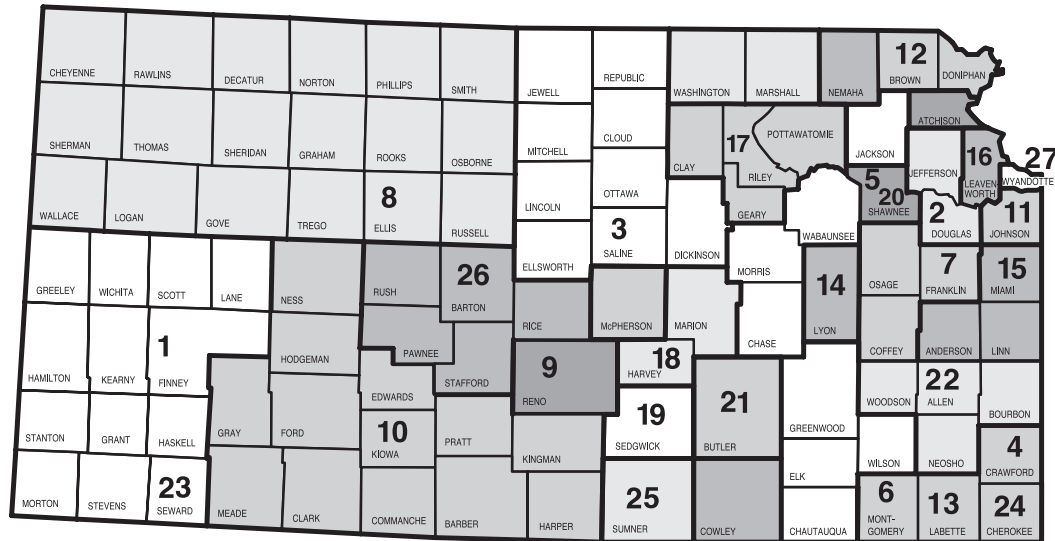 CHEYENNE
RAWLINS
DECATUR
NORTON
PHILLIPS
SMITH
JEWELL
REPUBLIC
WASHINGTON
MARSHALL
NEMAHA
12
BROWN
DONIPHAN
ATCHISON
SHERMAN
THOMAS
SHERIDAN
GRAHAM
ROOKS
OSBORNE
MITCHELL
CLOUD
CLAY
17
RILEY
POTTAWATOMIE
JACKSON
JEFFERSON
16
LEAVEN-
WORTH
27
WYANDOTTE
WALLACE
LOGAN
GOVE
TREGO
8
ELLIS
RUSSELL
LINCOLN
OTTAWA
3
SALINE
DICKINSON
GEARY
WABAUNSEE
5
20
SHAWNEE
2
DOUGLAS
11
JOHNSON
GREELEY
WICHITA
SCOTT
LANE
NESS
RUSH
26
BARTON
ELLSWORTH
RICE
McPHERSON
MARION
MORRIS
CHASE
14
LYON
OSAGE
7
FRANKLIN
15
MIAMI
HAMILTON
KEARNY
1
FINNEY
HODGEMAN
PAWNEE
STAFFORD
EDWARDS
9
RENO
18
HARVEY
COFFEY
ANDERSON
LINN
STANTON
GRANT
HASKELL
GRAY
FORD
10
KIOWA
PRATT
KINGMAN
19
SEDGWICK
21
BUTLER
GREENWOOD
WOODSON
22
ALLEN
BOURBON
MORTON
STEVENS
23
SEWARD
MEADE
CLARK
COMMANCHE
BARBER
HARPER
25
SUMNER
COWLEY
ELK
CHAUTAUQUA
WILSON
NEOSHO
4
CRAWFORD
6
MONT-
GOMERY
13
LABETTE
24
CHEROKEE